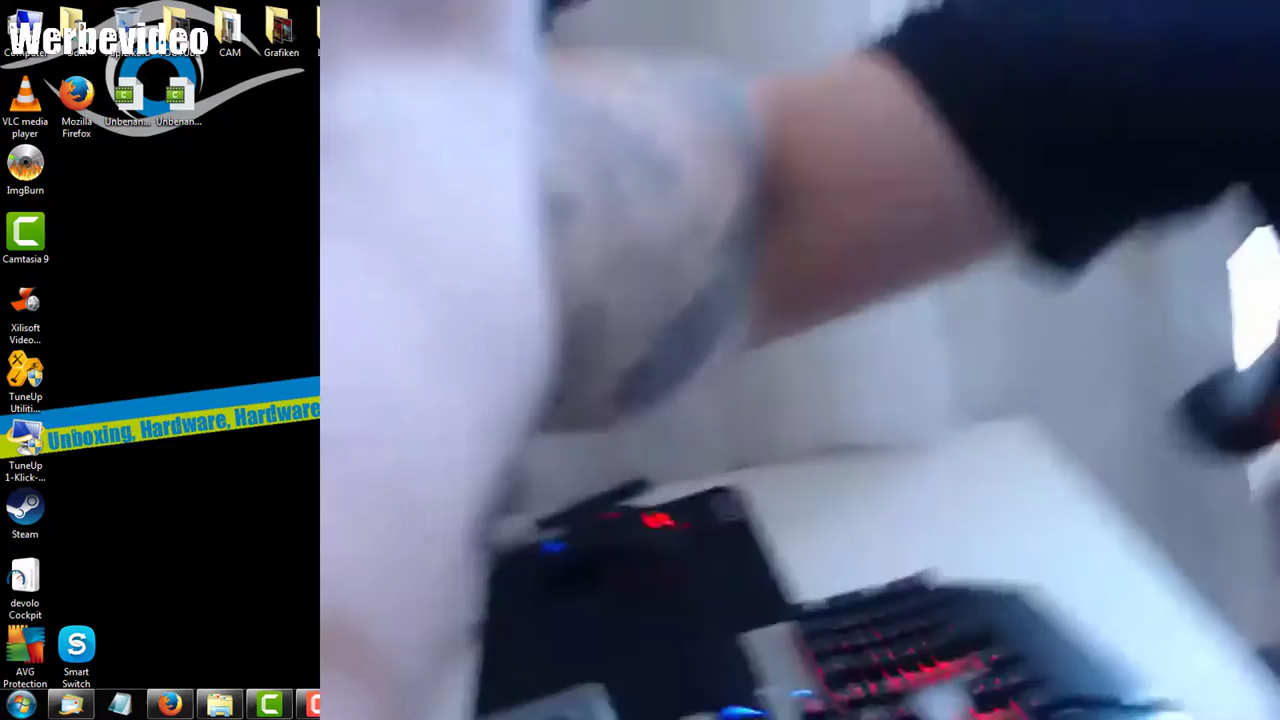 Werbevideo
CAM
Grafiken
VLC media
player
Mozilla
Firefox
Unbenan...
Unbenan...
ImgBurn
Camtasia 9
Xilisoft
Video...
TuneUp
Utiliti...
Unboxing, Hardware, Hardware
TuneUp
1-Klick-...
Steam
devolo
Cockpit
AVG
Protection
Smart
Switch